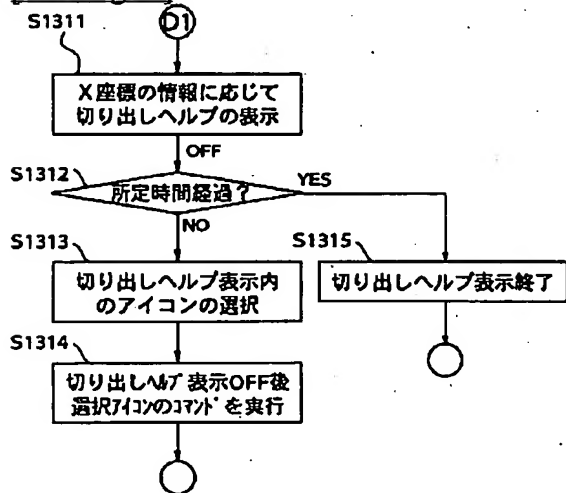 S1311
D1
X座標の情報に応じて
切り出しヘルプの表示
OFF
S1312
所定時間経過?
YES
NO
S1313
切り出しヘルプ表示内
のアイコンの選択
S1315
切り出しヘルプ表示終了
S1314
切り出しヘルプ表示OFF後
選択アイコンのコマンドを実行